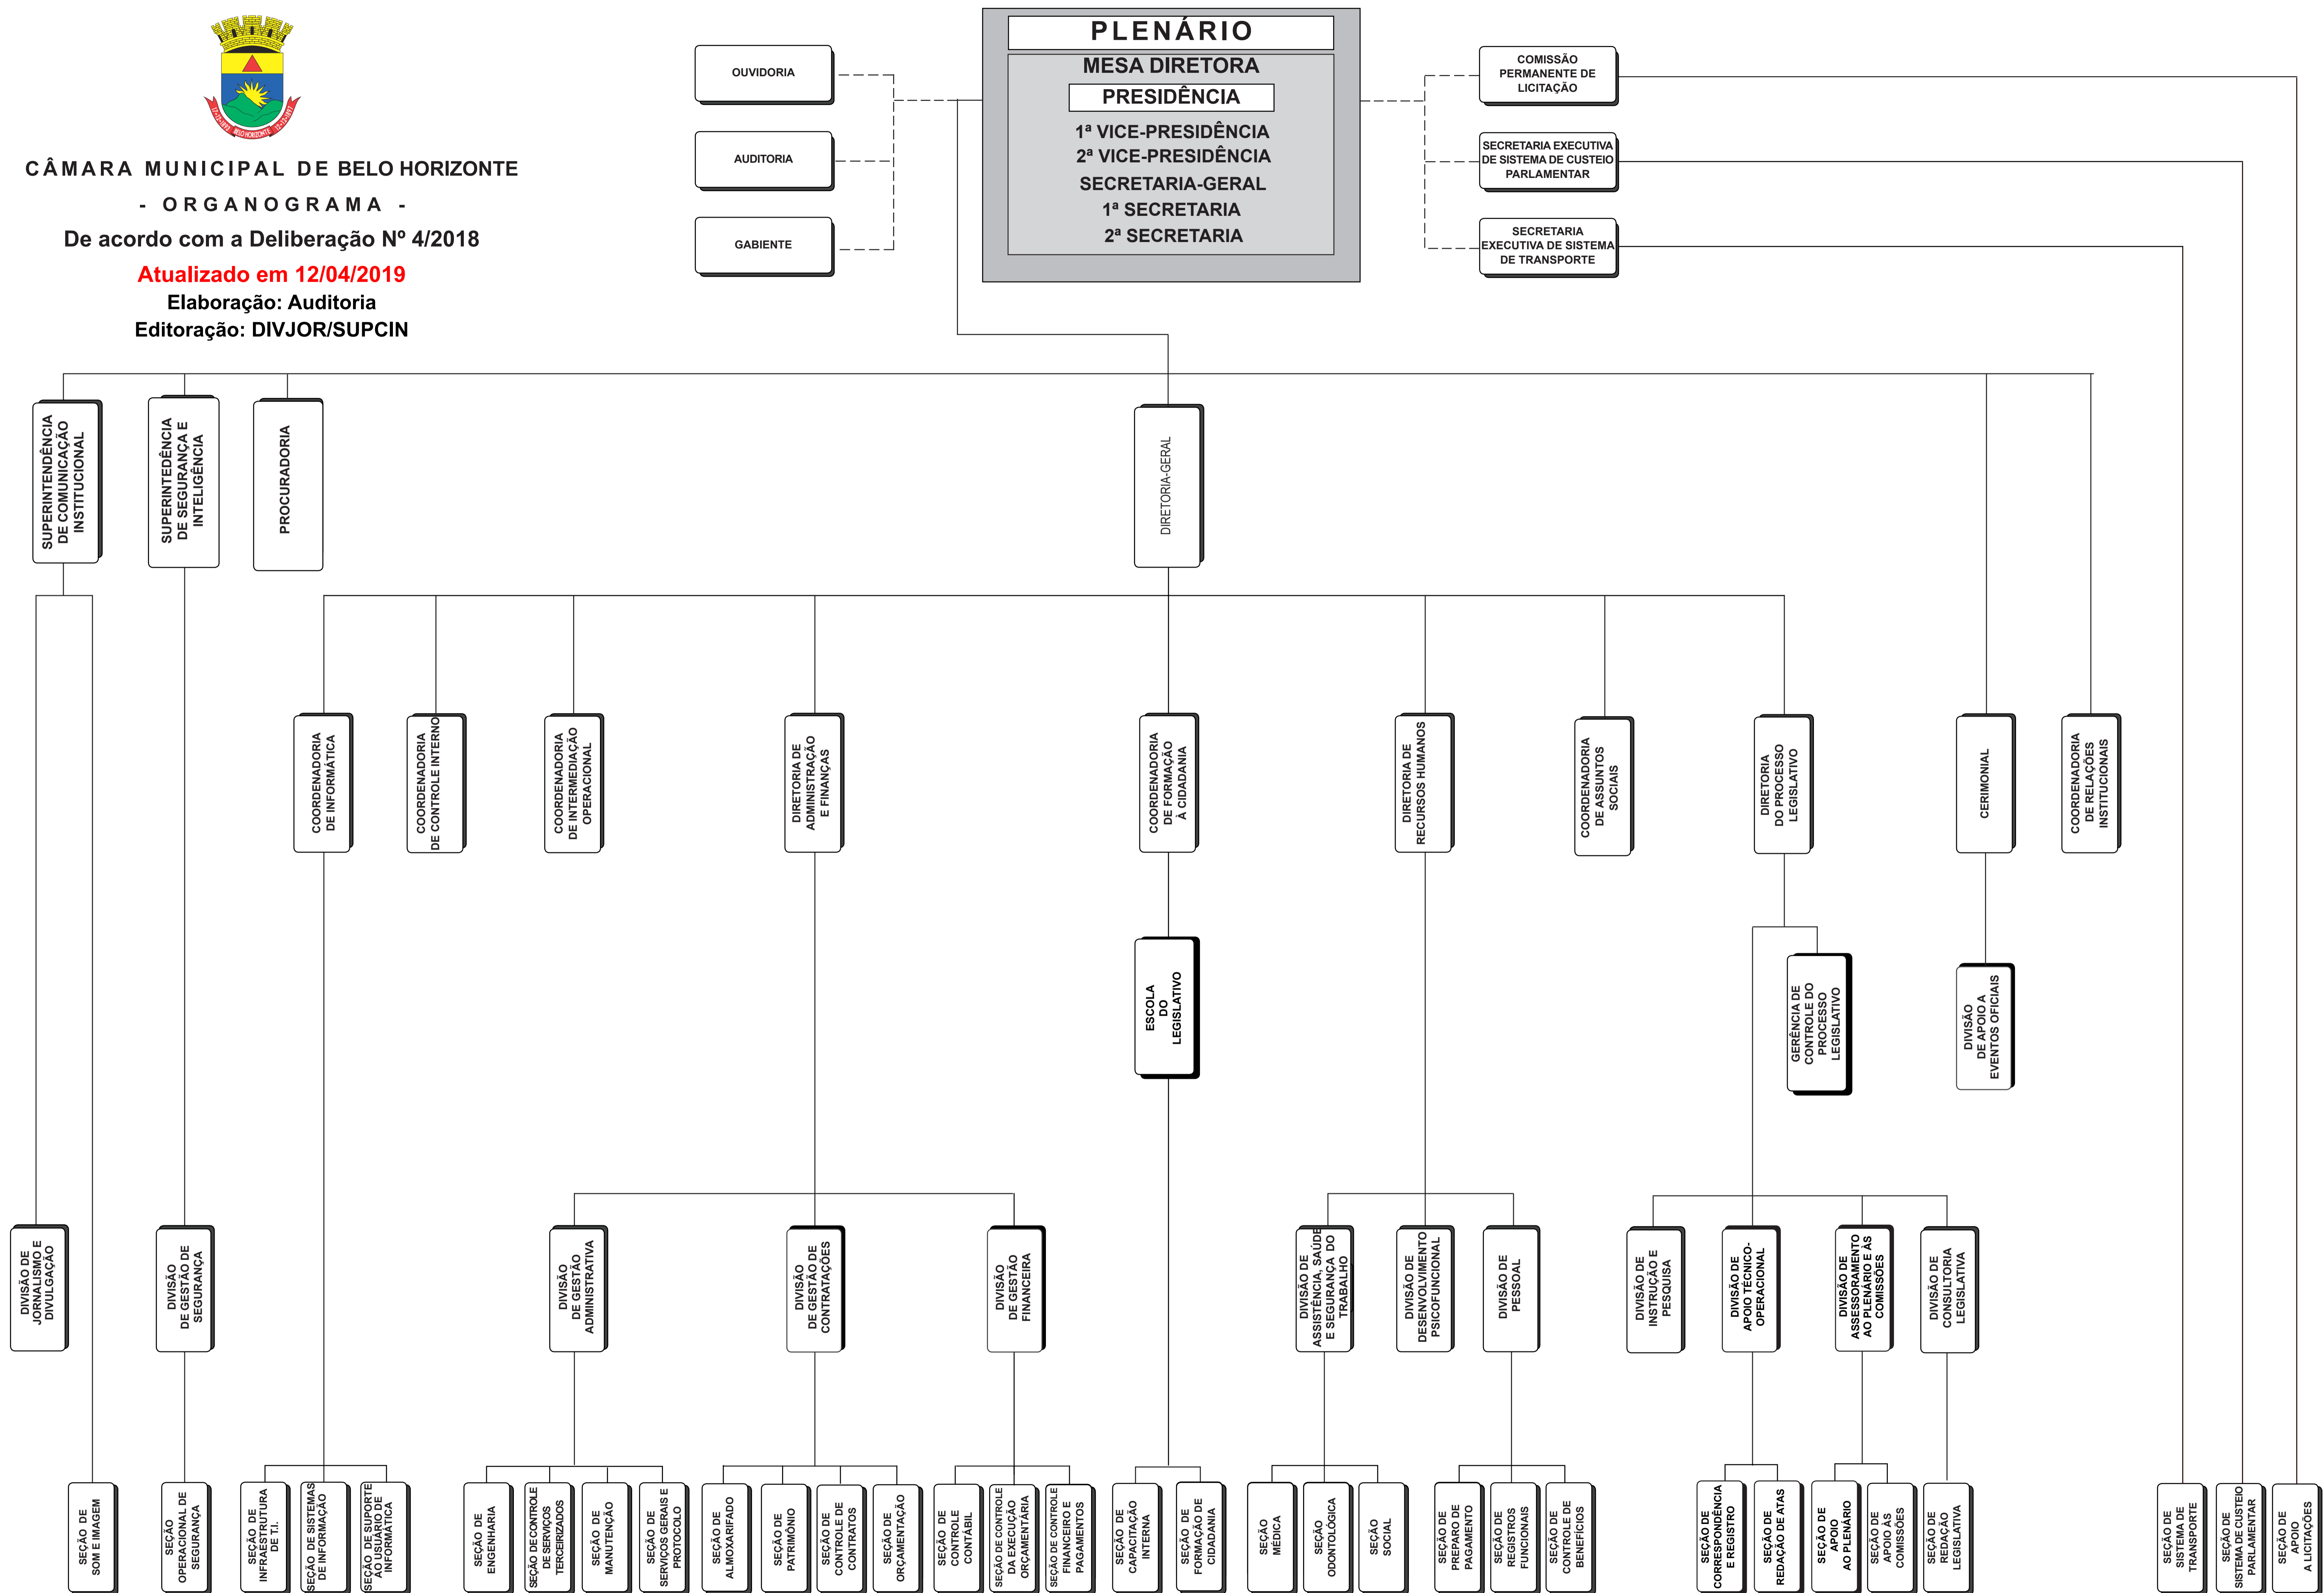 17-12-1893 BELO HORIZONTE 12-12-1897
CÂMARA MUNICIPAL DE BELO HORIZONTE
- ORGANOGRAMA -
De acordo com a Deliberação Nº 4/2018
Atualizado em 12/04/2019
Elaboração: Auditoria
Editoração: DIVJOR/SUPCIN
OUVIDORIA
AUDITORIA
GABIENTE
PLENÁRIO
MESA DIRETORA
PRESIDÊNCIA
1ª VICE-PRESIDÊNCIA
2ª VICE-PRESIDÊNCIA
SECRETARIA-GERAL
1ª SECRETARIA
2ª SECRETARIA
COMISSÃO
PERMANENTE DE
LICITAÇÃO
SECRETARIA EXECUTIVA
DE SISTEMA DE CUSTEIO
PARLAMENTAR
SECRETARIA
EXECUTIVA DE SISTEMA
DE TRANSPORTE
SUPERINTENDÊNCIA
DE COMUNICAÇÃO
INSTITUCIONAL
SUPERINTEDÊNCIA
DE SEGURANÇA E
INTELIGÊNCIA
PROCURADORIA
DIRETORIA-GERAL
COORDENADORIA
DE INFORMÁTICA
COORDENADORIA
DE CONTROLE INTERNO
COORDENADORIA
DE INTERMEDIAÇÃO
OPERACIONAL
DIRETORIA DE
ADMINISTRAÇÃO
E FINANÇAS
COORDENADORIA
DE FORMAÇÃO
À CIDADANIA
DIRETORIA DE
RECURSOS HUMANOS
COORDENADORIA
DE ASSUNTOS
SOCIAIS
DIRETORIA
DO PROCESSO
LEGISLATIVO
CERIMONIAL
COORDENADORIA
DE RELAÇÕES
INSTITUCIONAIS
ESCOLA
DO
LEGISLATIVO
GERÊNCIA DE
CONTROLE DO
PROCESSO
LEGISLATIVO
DIVISÃO
DE APOIO A
EVENTOS OFICIAIS
DIVISÃO DE
JORNALISMO E
DIVULGAÇÃO
DIVISÃO
DE GESTÃO DE
SEGURANÇA
DIVISÃO
DE GESTÃO
ADMINISTRATIVA
DIVISÃO
DE GESTÃO DE
CONTRATAÇÕES
DIVISÃO
DE GESTÃO
FINANCEIRA
DIVISÃO DE
ASSISTÊNCIA, SAÚDE
E SEGURANÇA DO
TRABALHO
DIVISÃO DE
DESENVOLVIMENTO
PSICOFUNCIONAL
DIVISÃO DE
PESSOAL
DIVISÃO DE
INSTRUÇÃO E
PESQUISA
DIVISÃO DE
APOIO TÉCNICO-
OPERACIONAL
DIVISÃO DE
ASSESSORAMENTO
AO PLENÁRIO E ÀS
COMISSÕES
DIVISÃO DE
CONSULTORIA
LEGISLATIVA
SEÇÃO DE
SOM E IMAGEM
SEÇÃO
OPERACIONAL DE
SEGURANÇA
SEÇÃO DE
INFRAESTRUTURA
DE T.I.
SEÇÃO DE SISTEMAS
DE INFORMAÇÃO
SEÇÃO DE SUPORTE
AO USUÁRIO DE
INFORMÁTICA
SEÇÃO DE
ENGENHARIA
SEÇÃO DE CONTROLE
DE SERVIÇOS
TERCEIRIZADOS
SEÇÃO DE
MANUTENÇÃO
SEÇÃO DE
SERVIÇOS GERAIS E
PROTOCOLO
SEÇÃO DE
ALMOXARIFADO
SEÇÃO DE
PATRIMÔNIO
SEÇÃO DE
CONTROLE DE
CONTRATOS
SEÇÃO DE
ORÇAMENTAÇÃO
SEÇÃO DE
CONTROLE
CONTÁBIL
SEÇÃO DE CONTROLE
DA EXECUÇÃO
ORÇAMENTÁRIA
SEÇÃO DE CONTROLE
FINANCEIRO E
PAGAMENTOS
SEÇÃO DE
CAPACITAÇÃO
INTERNA
SEÇÃO DE
FORMAÇÃO DE
CIDADANIA
SEÇÃO
MÉDICA
SEÇÃO
ODONTOLÓGICA
SEÇÃO
SOCIAL
SEÇÃO DE
PREPARO DE
PAGAMENTO
SEÇÃO DE
REGISTROS
FUNCIONAIS
SEÇÃO DE
CONTROLE DE
BENEFÍCIOS
SEÇÃO DE
CORRESPONDÊNCIA
E REGISTRO
SEÇÃO DE
REDAÇÃO DE ATAS
SEÇÃO DE
APOIO
AO PLENÁRIO
SEÇÃO DE
APOIO ÀS
COMISSÕES
SEÇÃO DE
REDAÇÃO
LEGISLATIVA
SEÇÃO DE
SISTEMA DE
TRANSPORTE
SEÇÃO DE
SISTEMA DE CUSTEIO
PARLAMENTAR
SEÇÃO DE
APOIO
A LICITAÇÕES